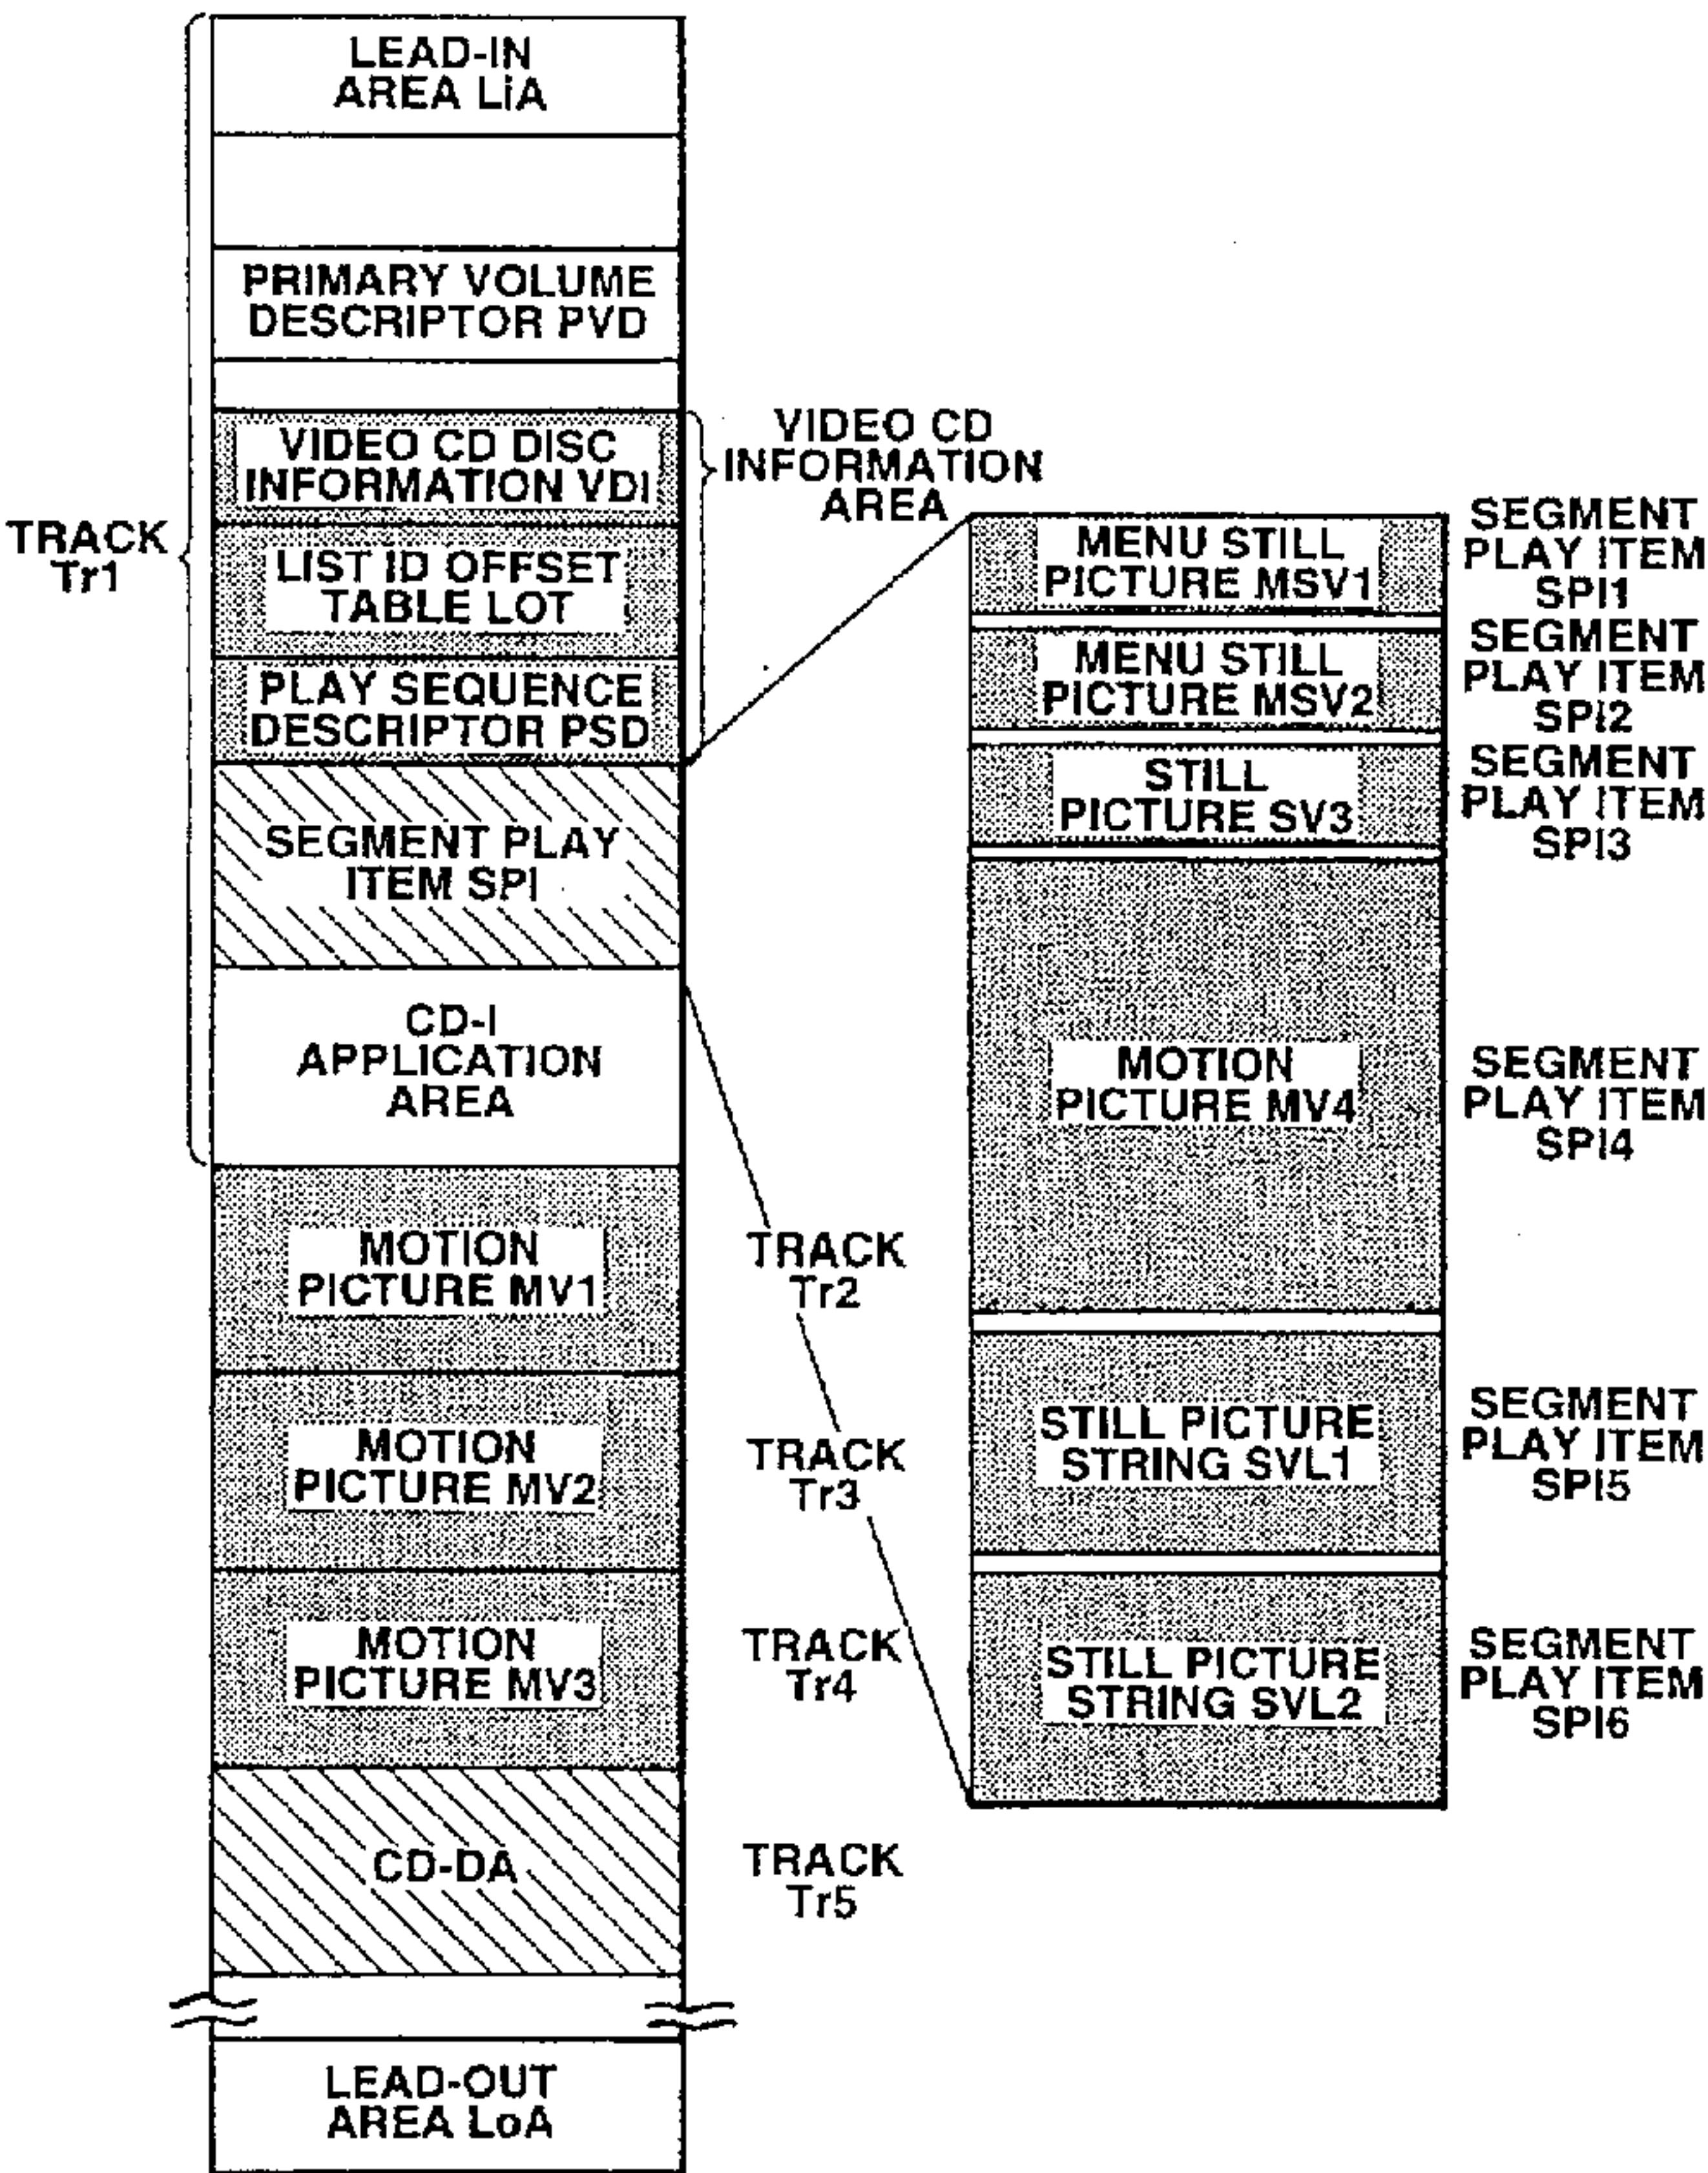 LEAD-IN
AREA LiA
PRIMARY VOLUME
DESCRIPTOR PVD
VIDEO CD DISC
INFORMATION VDI
LIST ID OFFSET
TABLE LOT
PLAY SEQUENCE
DESCRIPTOR PSD
SEGMENT PLAY
ITEM SPI
CD-I
APPLICATION
AREA
MOTION
PICTURE MV1
MOTION
PICTURE MV2
MOTION
PICTURE MV3
CD-DA
LEAD-OUT
AREA LoA
TRACK
Tr1
VIDEO CD
INFORMATION
AREA
TRACK
Tr2
TRACK
Tr3
TRACK
Tr4
TRACK
Tr5
MENU STILL
PICTURE MSV1
MENU STILL
PICTURE MSV2
STILL
PICTURE SV3
MOTION
PICTURE MV4
STILL PICTURE
STRING SVL1
STILL PICTURE
STRING SVL2
SEGMENT
PLAY ITEM
SPI1
SEGMENT
PLAY ITEM
SPI2
SEGMENT
PLAY ITEM
SPI3
SEGMENT
PLAY ITEM
SPI4
SEGMENT
PLAY ITEM
SPI5
SEGMENT
PLAY ITEM
SPI6